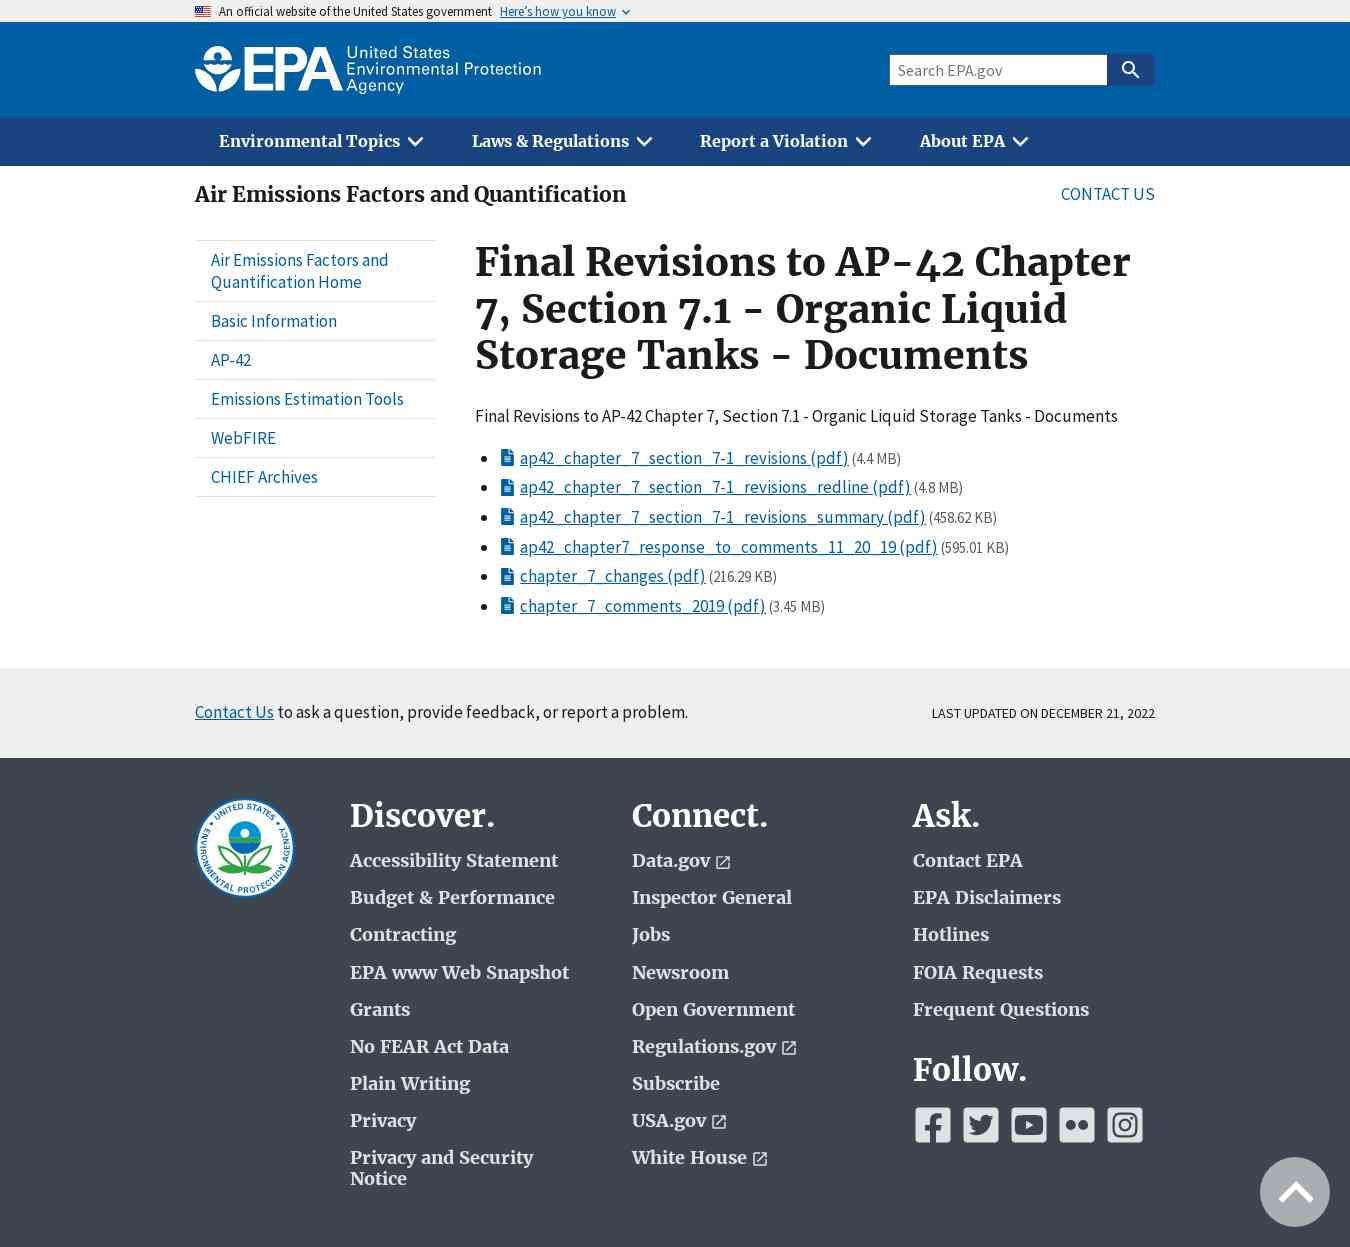 An official website of the United States government Here's how you know
EPA United States
Environmental Protection
Agency
Search EPA.gov
Environmental Topics Laws & Regulations Report a Violation About EPA
Air Emissions Factors and Quantification
CONTACT US
Air Emissions Factors and
Quantification Home
Basic Information
AP-42
Emissions Estimation Tools
WebFIRE
CHIEF Archives
Final Revisions to AP-42 Chapter
7, Section 7.1 - Organic Liquid
Storage Tanks - Documents
Final Revisions to AP-42 Chapter 7, Section 7.1 - Organic Liquid Storage Tanks - Documents
ap42_chapter_7_section_7-1_revisions (pdf) (4.4 MB)
ap42_chapter_7_section_7-1_revisions_redline (pdf) (4.8 MB)
ap42_chapter_7_section_7-1_revisions_summary (pdf) (458.62 KB)
ap42_chapter7_response_to_comments_11_20_19 (pdf) (595.01 KB)
chapter_7_changes (pdf) (216.29 KB)
chapter_7_comments_2019 (pdf) (3.45 MB)
Contact Us to ask a question, provide feedback, or report a problem.
LAST UPDATED ON DECEMBER 21, 2022
UNITED STATES
ENVIRONMENTAL PROTECTION AGENCY
Discover.
Accessibility Statement
Budget & Performance
Contracting
EPA www Web Snapshot
Grants
No FEAR Act Data
Plain Writing
Privacy
Privacy and Security
Notice
Connect.
Data.gov
Inspector General
Jobs
Newsroom
Open Government
Regulations.gov
Subscribe
USA.gov
White House
Ask.
Contact EPA
EPA Disclaimers
Hotlines
FOIA Requests
Frequent Questions
Follow.